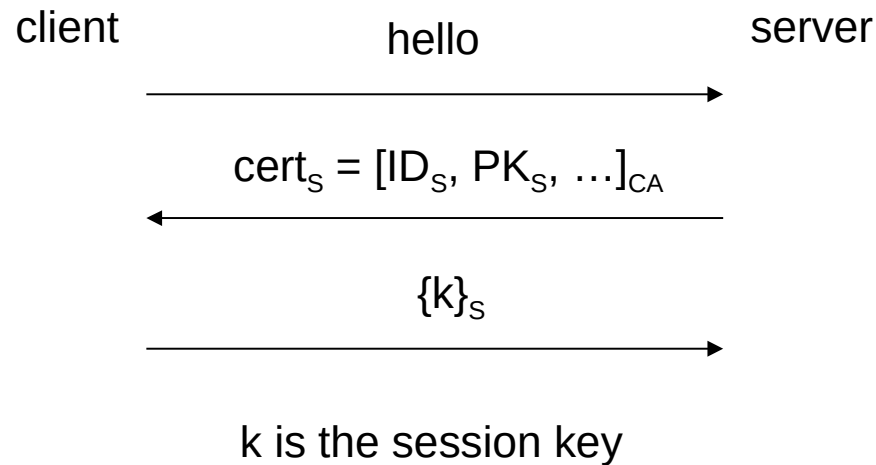 client hello server
cert_S = [ID_S, PK_S, …]_CA
{k}_S
k is the session key